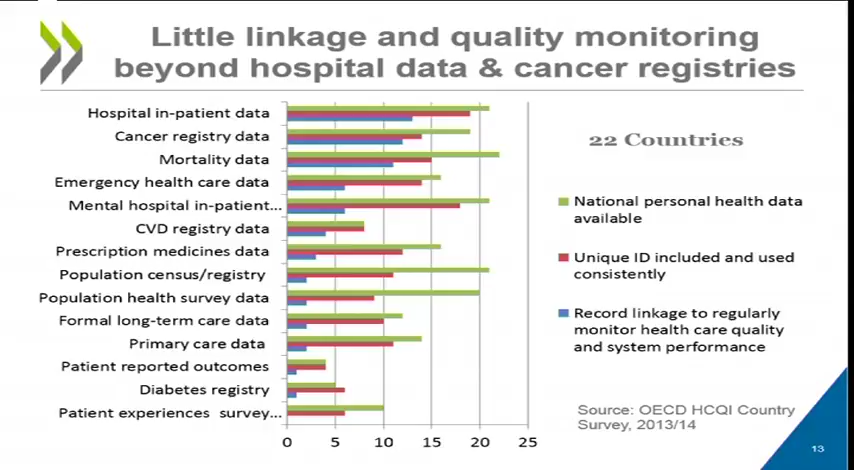 Little linkage and quality monitoring
beyond hospital data & cancer registries
Hospital in-patient data
Cancer registry data
Mortality data
Emergency health care data
Mental hospital in-patient...
CVD registry data
Prescription medicines data
Population census/registry
Population health survey data
Formal long-term care data
Primary care data
Patient reported outcomes
Diabetes registry
Patient experiences survey...
0 5 10 15 20 25
22 Countries
National personal health data
available
Unique ID included and used
consistently
Record linkage to regularly
monitor health care quality
and system performance
Source: OECD HCQI Country
Survey, 2013/14
13